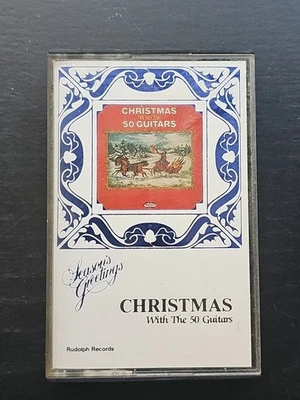 CHRISTMAS
With The
50 GUITARS
Season's
Greetings
CHRISTMAS
With The 50 Guitars
Rudolph Records